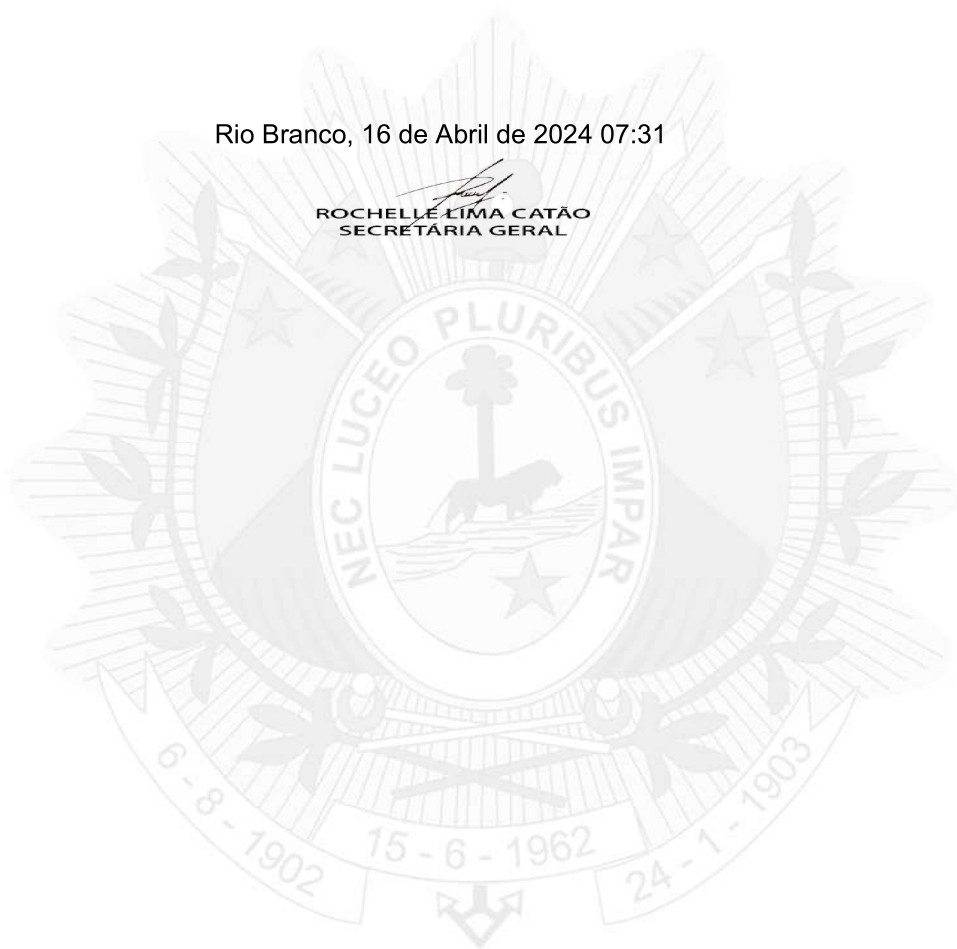 Rio Branco, 16 de Abril de 2024 07:31
ROCHELLE LIMA CATÃO
SECRETÁRIA GERAL
NEC LUCEO PLURIBUS IMPAR
6 - 8 - 1902
15 - 6 - 1962
24 - 1 - 1903